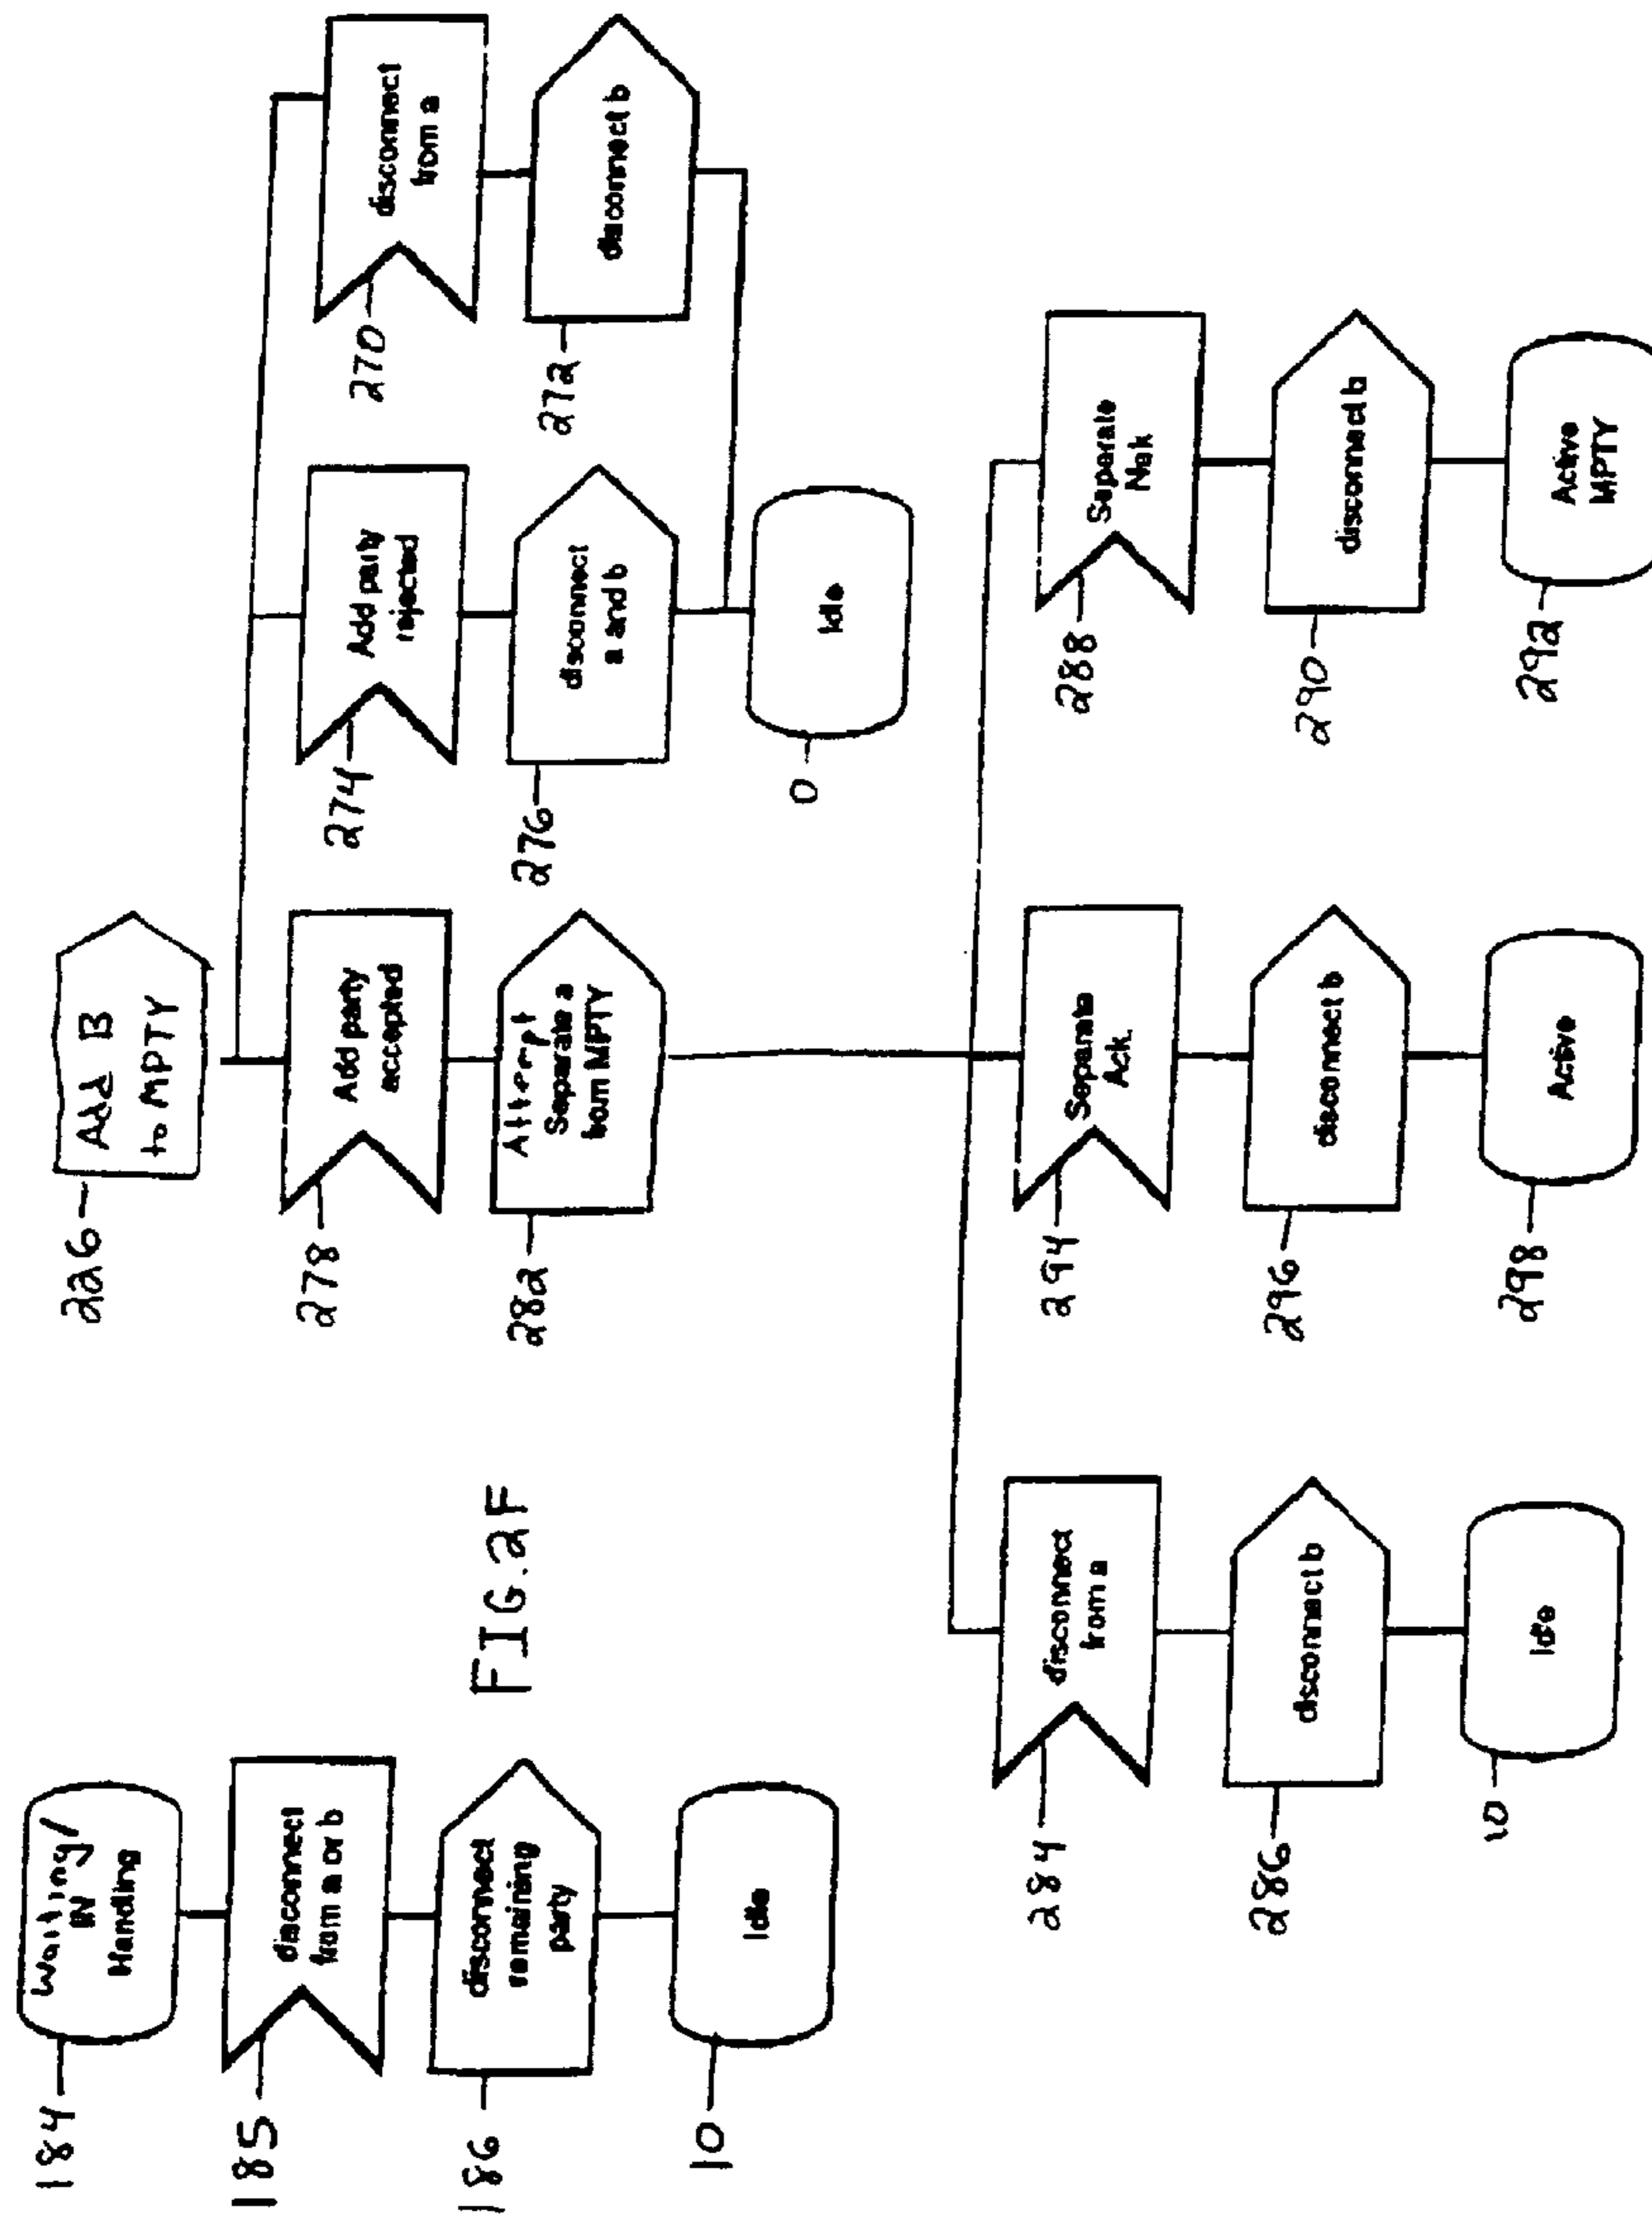 184
Waiting/
IN
Handling
185
disconnect
from a or b
186
disconnect
remaining
party
10
Idle
FIG.2F
226
Add B
to MPTY
278
Add party
accepted
274
Add party
rejected
270
disconnect
from a
282
Attempt
Separate a
from MPTY
276
disconnect
a and b
272
disconnect b
0
Idle
284
disconnect
from a
294
Separate
Ack.
288
Separate
Nak
286
disconnect b
296
disconnect b
290
disconnect b
10
Idle
298
Active
292
Active
MPTY